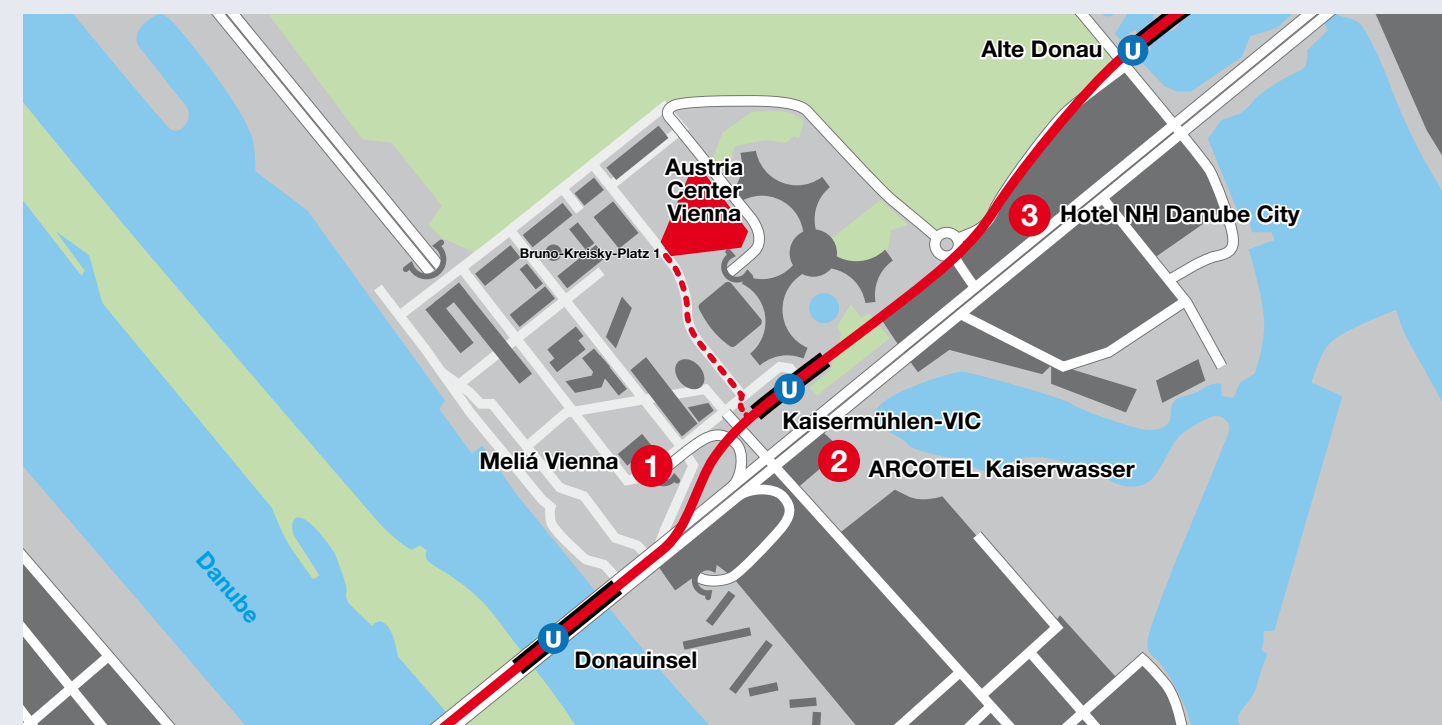 Alte Donau U
Austria
Center
Vienna
Bruno-Kreisky-Platz 1
3 Hotel NH Danube City
U
Kaisermühlen-VIC
Meliá Vienna 1
2 ARCOTEL Kaiserwasser
Danube
U
Donauinsel